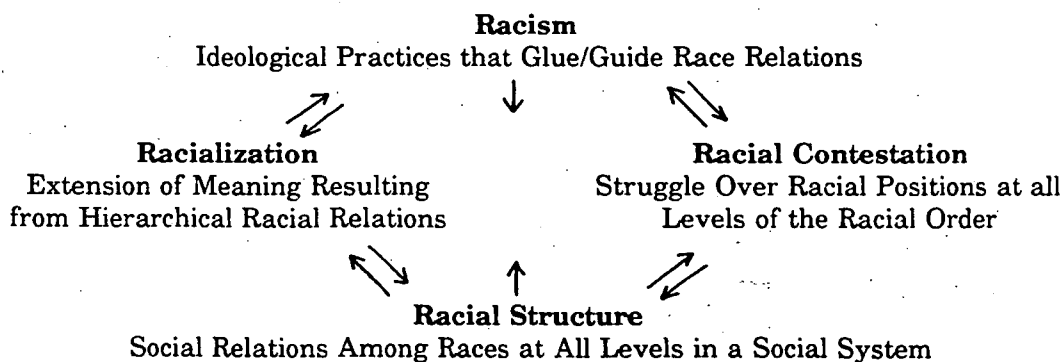 Racism
Ideological Practices that Glue/Guide Race Relations
Racialization
Extension of Meaning Resulting
from Hierarchical Racial Relations
Racial Contestation
Struggle Over Racial Positions at all
Levels of the Racial Order
Racial Structure
Social Relations Among Races at All Levels in a Social System